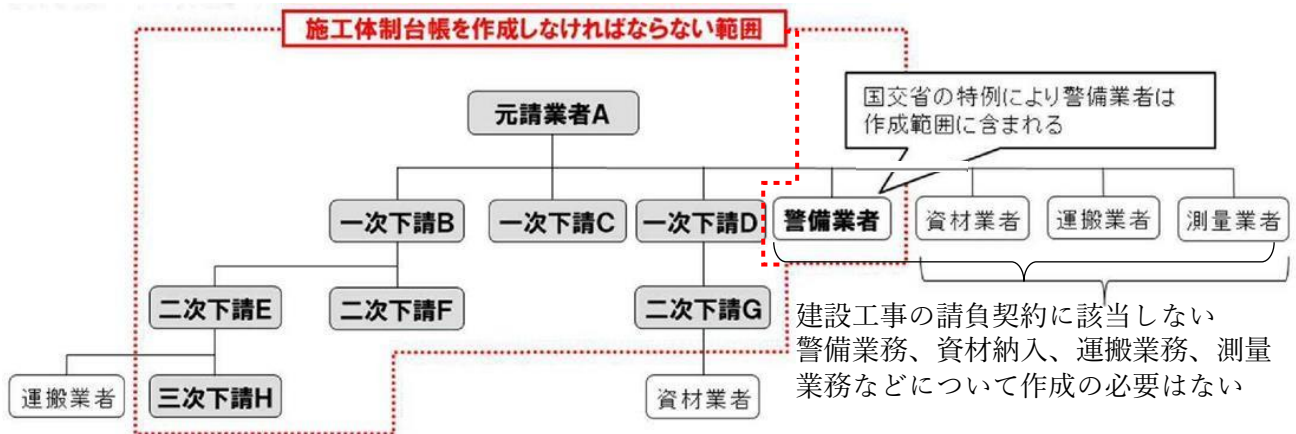 施工体制台帳を作成しなければならない範囲
国交省の特例により警備業者は
作成範囲に含まれる
元請業者A
一次下請B
一次下請C
一次下請D
警備業者
資材業者
運搬業者
測量業者
二次下請E
二次下請F
二次下請G
建設工事の請負契約に該当しない
警備業務、資材納入、運搬業務、測量
業務などについて作成の必要はない
運搬業者
三次下請H
資材業者